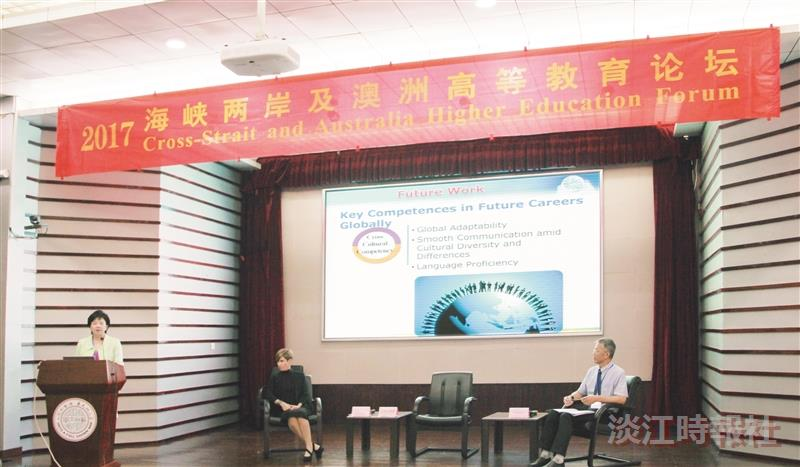 2017 海峡两岸及澳洲高等教育论坛
Cross-Strait and Australia Higher Education Forum
Future Work
Key Competences in Future Careers
Globally
Cross
Cultural
Competency
• Global Adaptability
• Smooth Communication amid
Cultural Diversity and
Differences
• Language Proficiency
淡江時報社